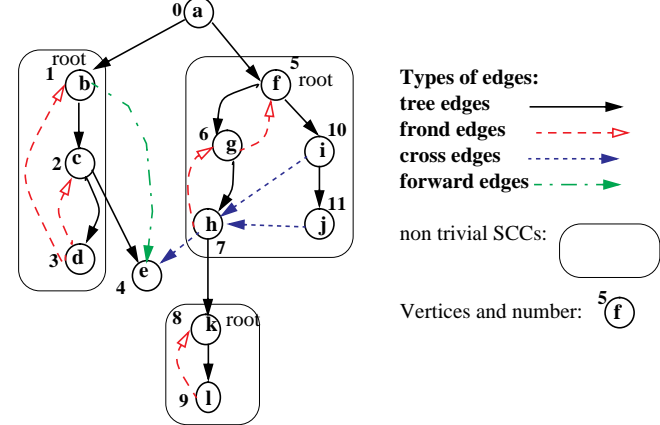 0 a
root
1 b
5
f root
Types of edges:
tree edges
frond edges
cross edges
forward edges
6 g
10
i
2 c
11
j
h
7
non trivial SCCs:
3 d
e
4
Vertices and number: 5 f
8 k root
9 l